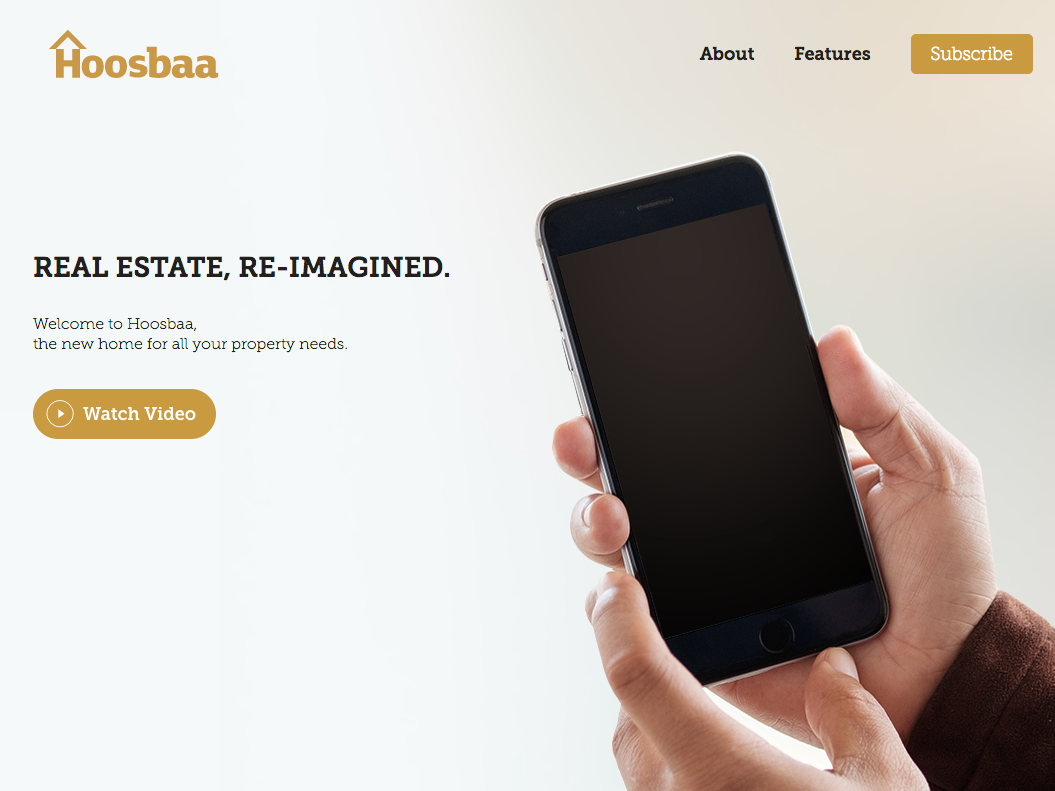 Hoosbaa
About
Features
Subscribe
REAL ESTATE, RE-IMAGINED.
Welcome to Hoosbaa,
the new home for all your property needs.
Watch Video